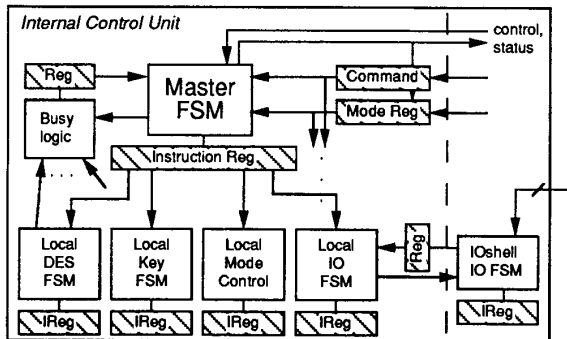 Internal Control Unit
control,
status
Reg
Master
FSM
Command
Mode Reg
Busy
logic
Instruction Reg
Local
DES
FSM
Local
Key
FSM
Local
Mode
Control
Local
IO
FSM
Reg
IOshell
IO FSM
IReg
IReg
IReg
IReg
IReg